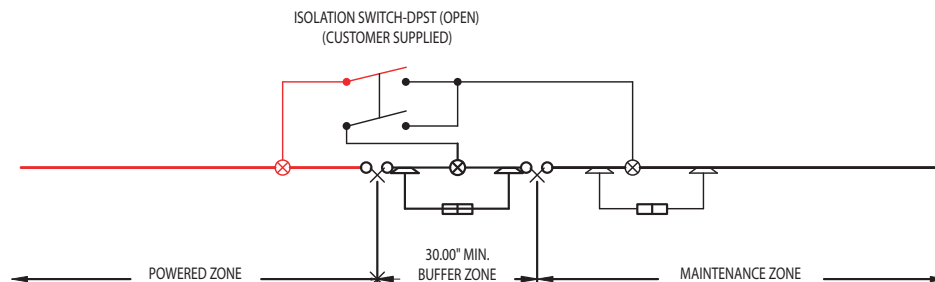 ISOLATION SWITCH-DPST (OPEN)
(CUSTOMER SUPPLIED)
POWERED ZONE
30.00" MIN.
BUFFER ZONE
MAINTENANCE ZONE